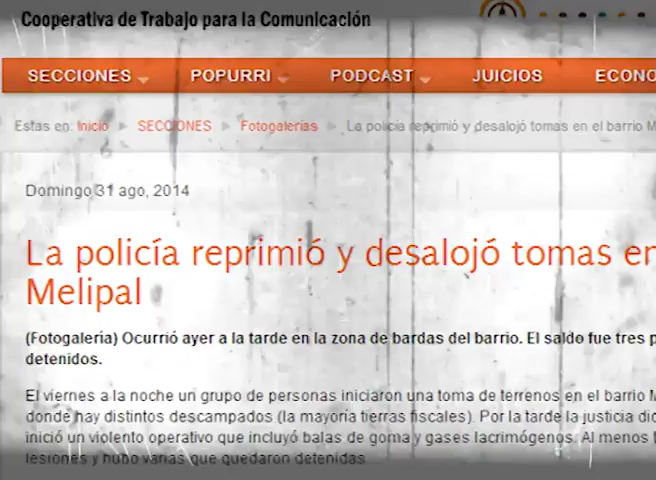 Cooperativa de Trabajo para la Comunicación
SECCIONES POPURRI PODCAST JUICIOS ECONO
Estas en: Inicio SECCIONES Fotogalerías La policía reprimió y desalojó tomas en el barrio M
Domingo 31 ago, 2014
La policía reprimió y desalojó tomas en
Melipal
(Fotogalería) Ocurrió ayer a la tarde en la zona de bardas del barrio. El saldo fue tres p
detenidos.
El viernes a la noche un grupo de personas iniciaron una toma de terrenos en el barrio M
donde hay distintos descampados (la mayoría tierras fiscales). Por la tarde la justicia dic
inició un violento operativo que incluyó balas de goma y gases lacrimógenos. Al menos t
lesiones y hubo varias que quedaron detenidas...